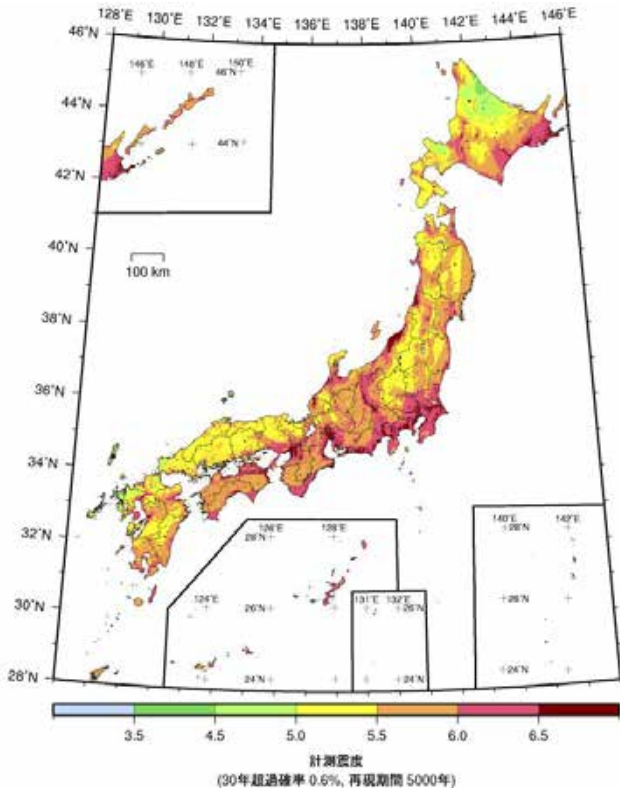 128˚E 130˚E 132˚E 134˚E 136˚E 138˚E 140˚E 142˚E 144˚E 146˚E
46˚N
146˚E 148˚E 150˚E
46˚N
44˚N
44˚N
42˚N
40˚N
100 km
38˚N
36˚N
34˚N
32˚N
126˚E 128˚E
28˚N
140˚E 142˚E
28˚N
30˚N
124˚E
26˚N
131˚E 132˚E
26˚N
26˚N
28˚N
24˚N
24˚N
24˚N
3.5 4.5 5.0 5.5 6.0 6.5
計測震度
(30年超過確率 0.6%, 再現期間 5000年)